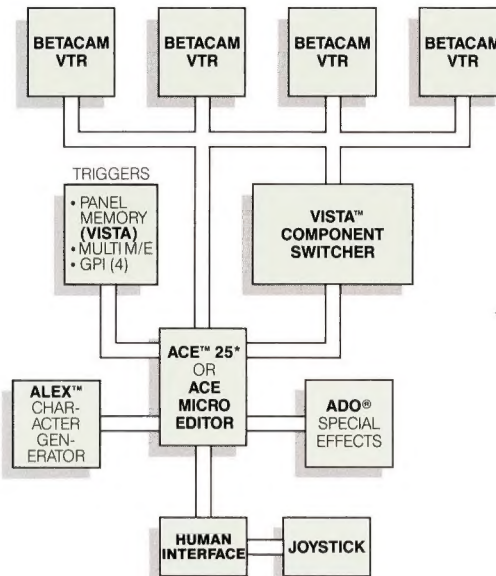 BETACAM
VTR
BETACAM
VTR
BETACAM
VTR
BETACAM
VTR
TRIGGERS
• PANEL
MEMORY
(VISTA)
• MULTI M/E
• GPI (4)
VISTA™
COMPONENT
SWITCHER
ACE™ 25*
OR
ACE
MICRO
EDITOR
ALEX™
CHAR-
ACTER
GEN-
ERATOR
ADO®
SPECIAL
EFFECTS
HUMAN
INTERFACE
JOYSTICK